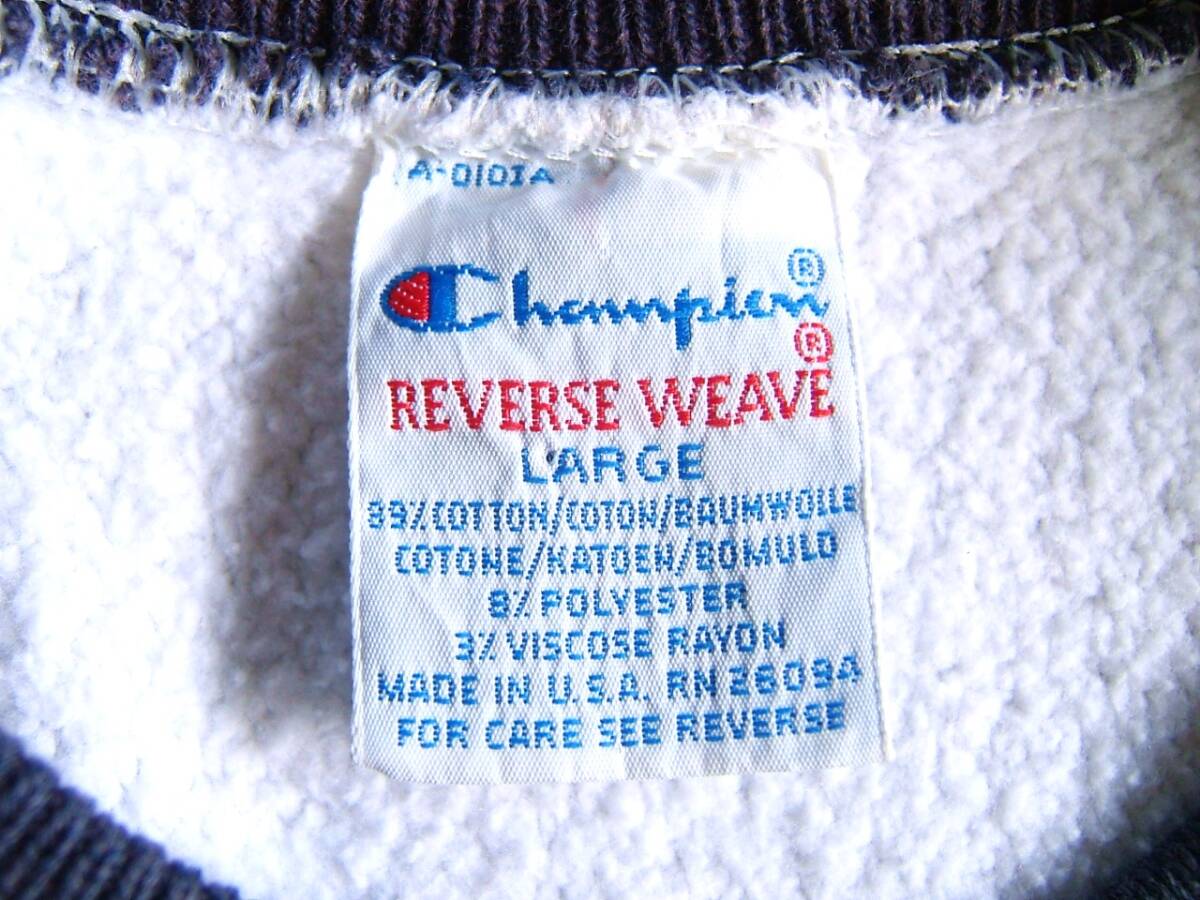 A-0101A
Champion®
®
REVERSE WEAVE
LARGE
89%COTTON/COTON/BAUMWOLLE
COTONE/KATOEN/BOMULD
8% POLYESTER
3% VISCOSE RAYON
MADE IN U.S.A. RN 26094
FOR CARE SEE REVERSE